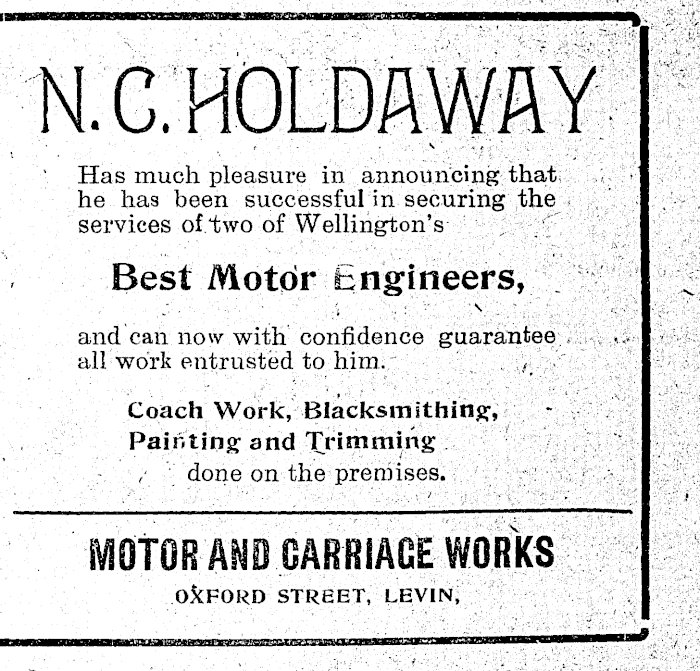 N. C. HOLDAWAY
Has much pleasure in announcing that
he has been successful in securing the
services of two of Wellington's
Best Motor Engineers,
and can now with confidence guarantee
all work entrusted to him.
Coach Work, Blacksmithing,
Painting and Trimming
done on the premises.
MOTOR AND CARRIAGE WORKS
OXFORD STREET, LEVIN,